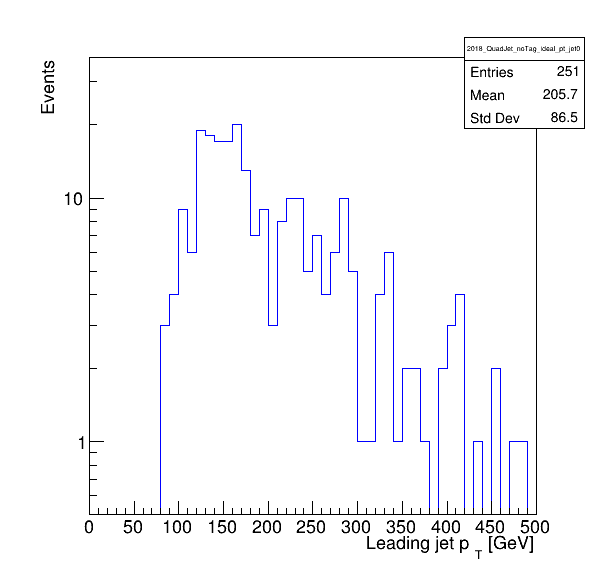 2018_QuadJet_noTag_ideal_pt_jet0
Entries 251
Mean 205.7
Std Dev 86.5
Events
10
1
0 50 100 150 200 250 300 350 400 450 500
Leading jet p T [GeV]